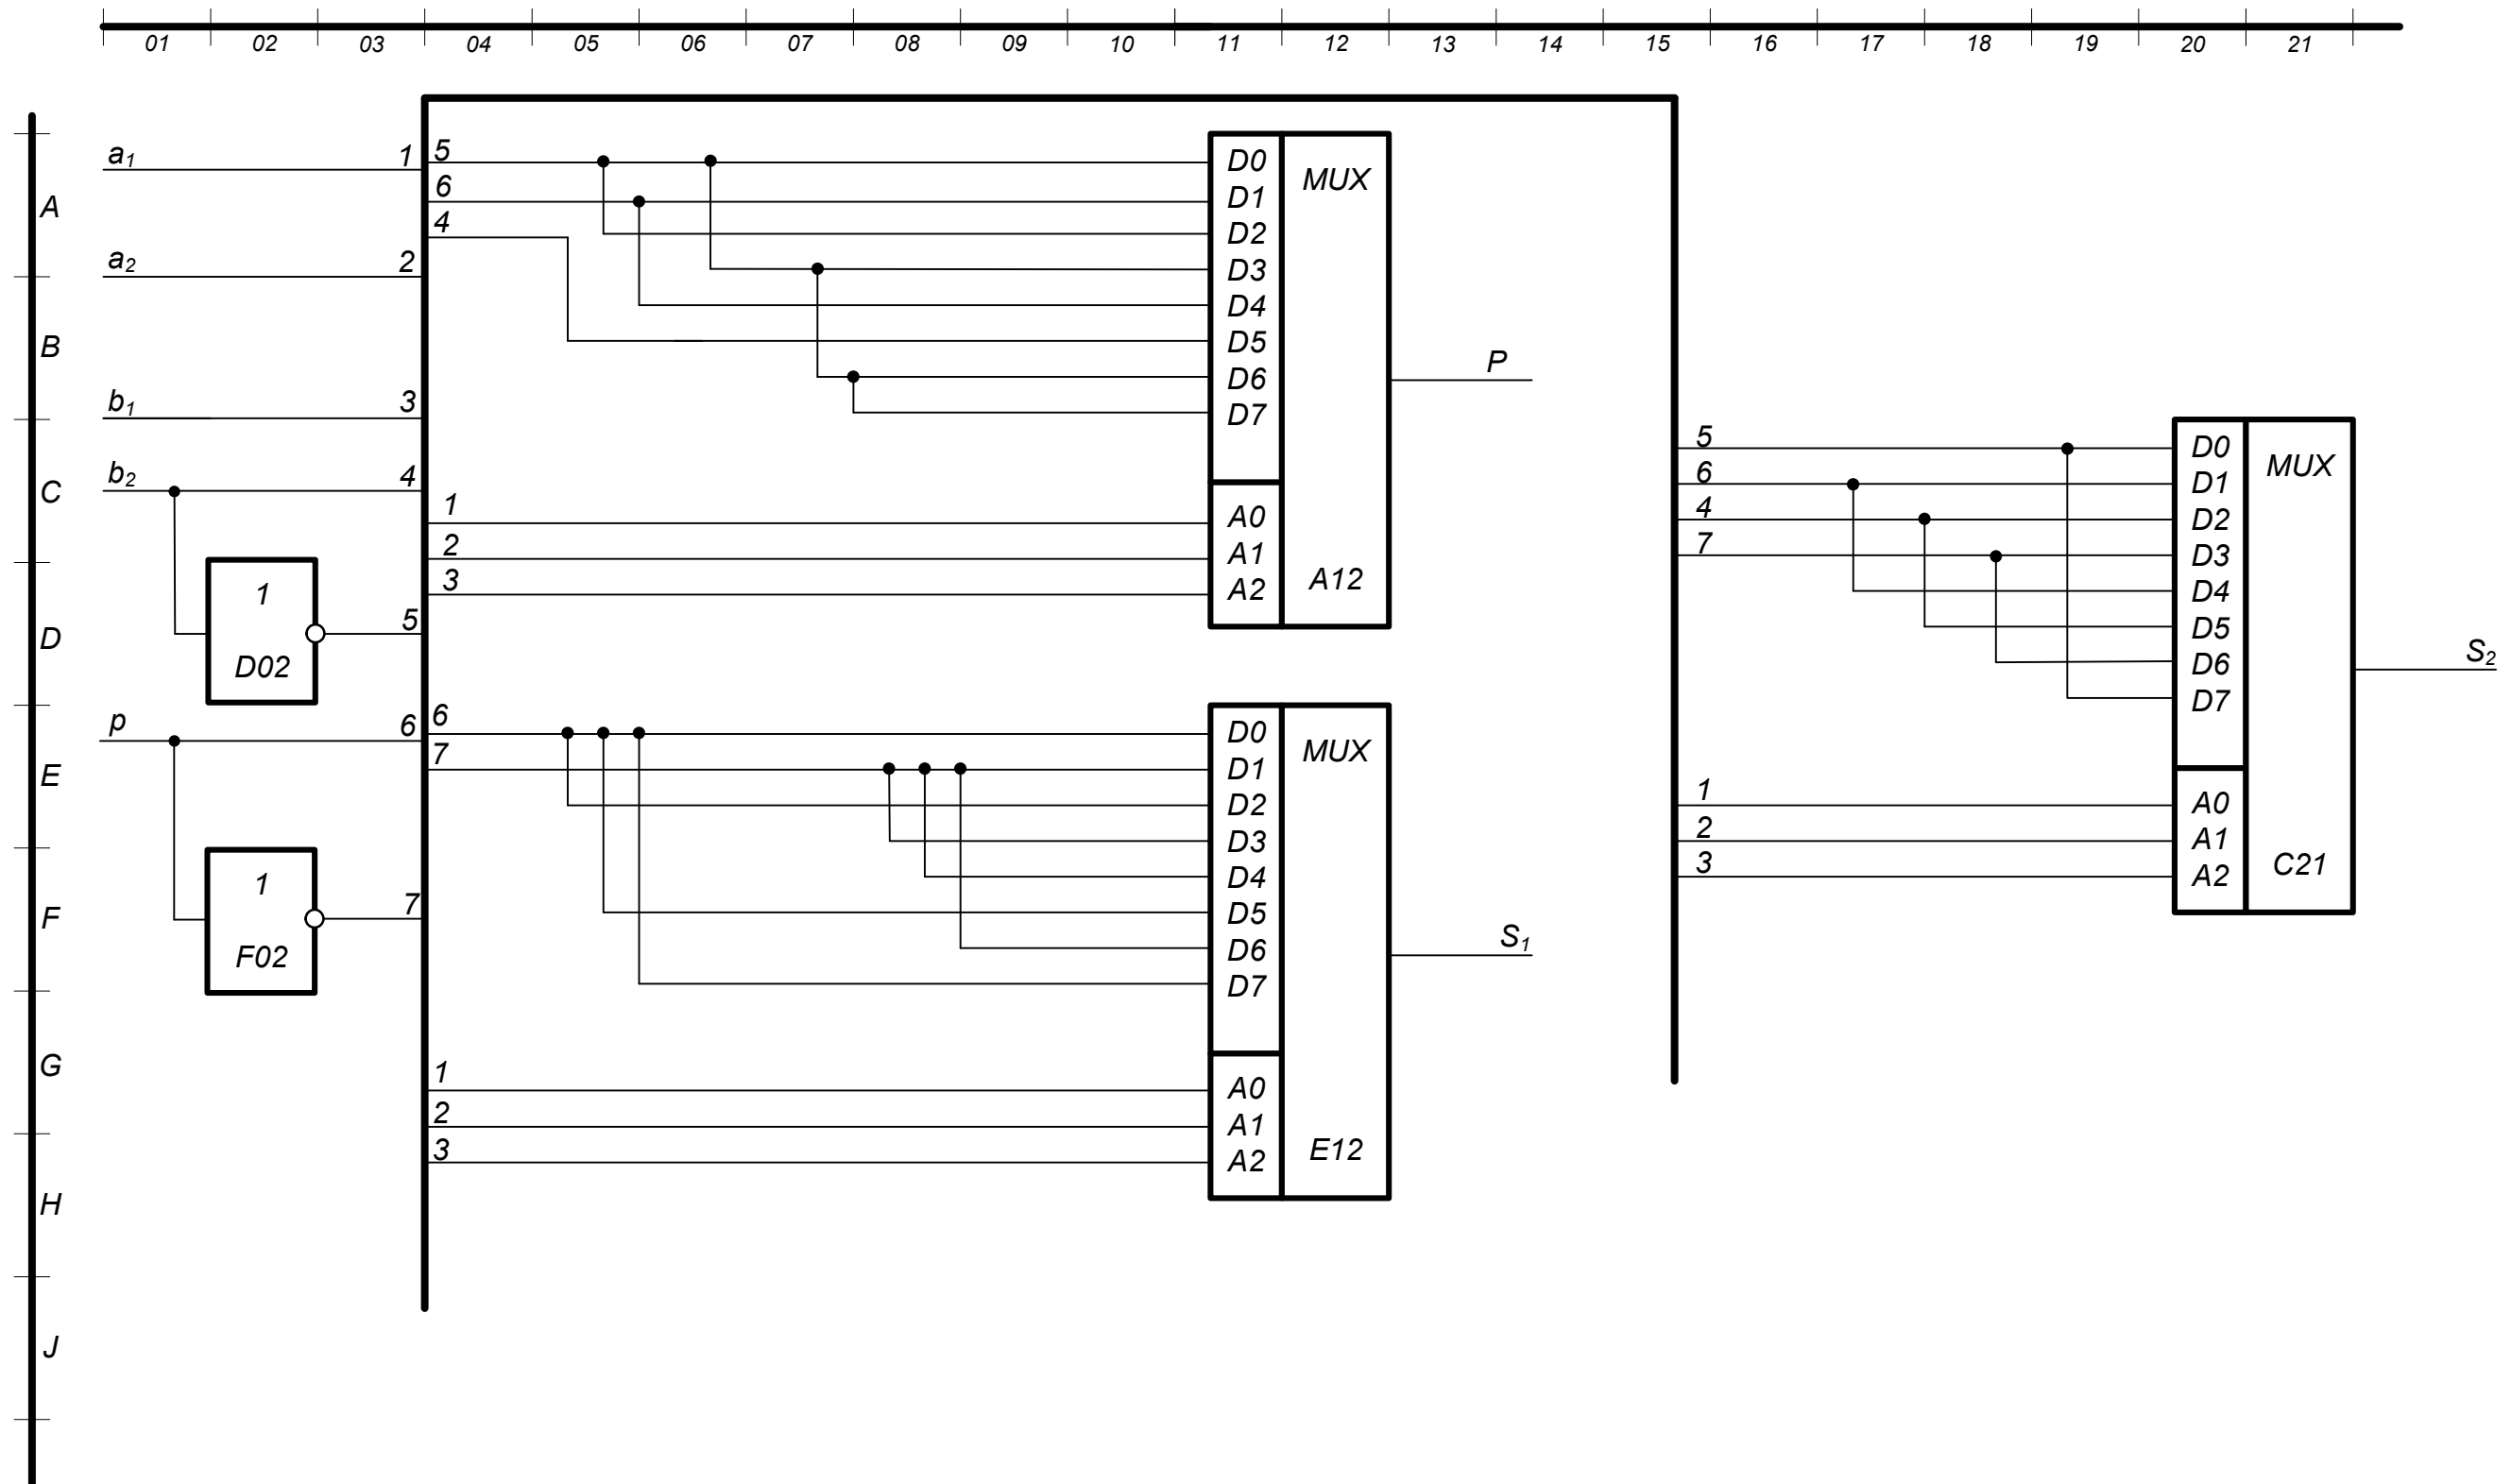 01 02 03 04 05 06 07 08 09 10 11 12 13 14 15 16 17 18 19 20 21
A
B
C
D
E
F
G
H
J
a₁ 1
a₂ 2
b₁ 3
b₂ 4
1
D02
5
p 6
1
F02
7
5
6
4
1
2
3
D0
D1
D2
D3
D4
D5
D6
D7
A0
A1
A2
MUX
A12
P
6
7
1
2
3
D0
D1
D2
D3
D4
D5
D6
D7
A0
A1
A2
MUX
E12
S₁
5
6
4
7
1
2
3
D0
D1
D2
D3
D4
D5
D6
D7
A0
A1
A2
MUX
C21
S₂